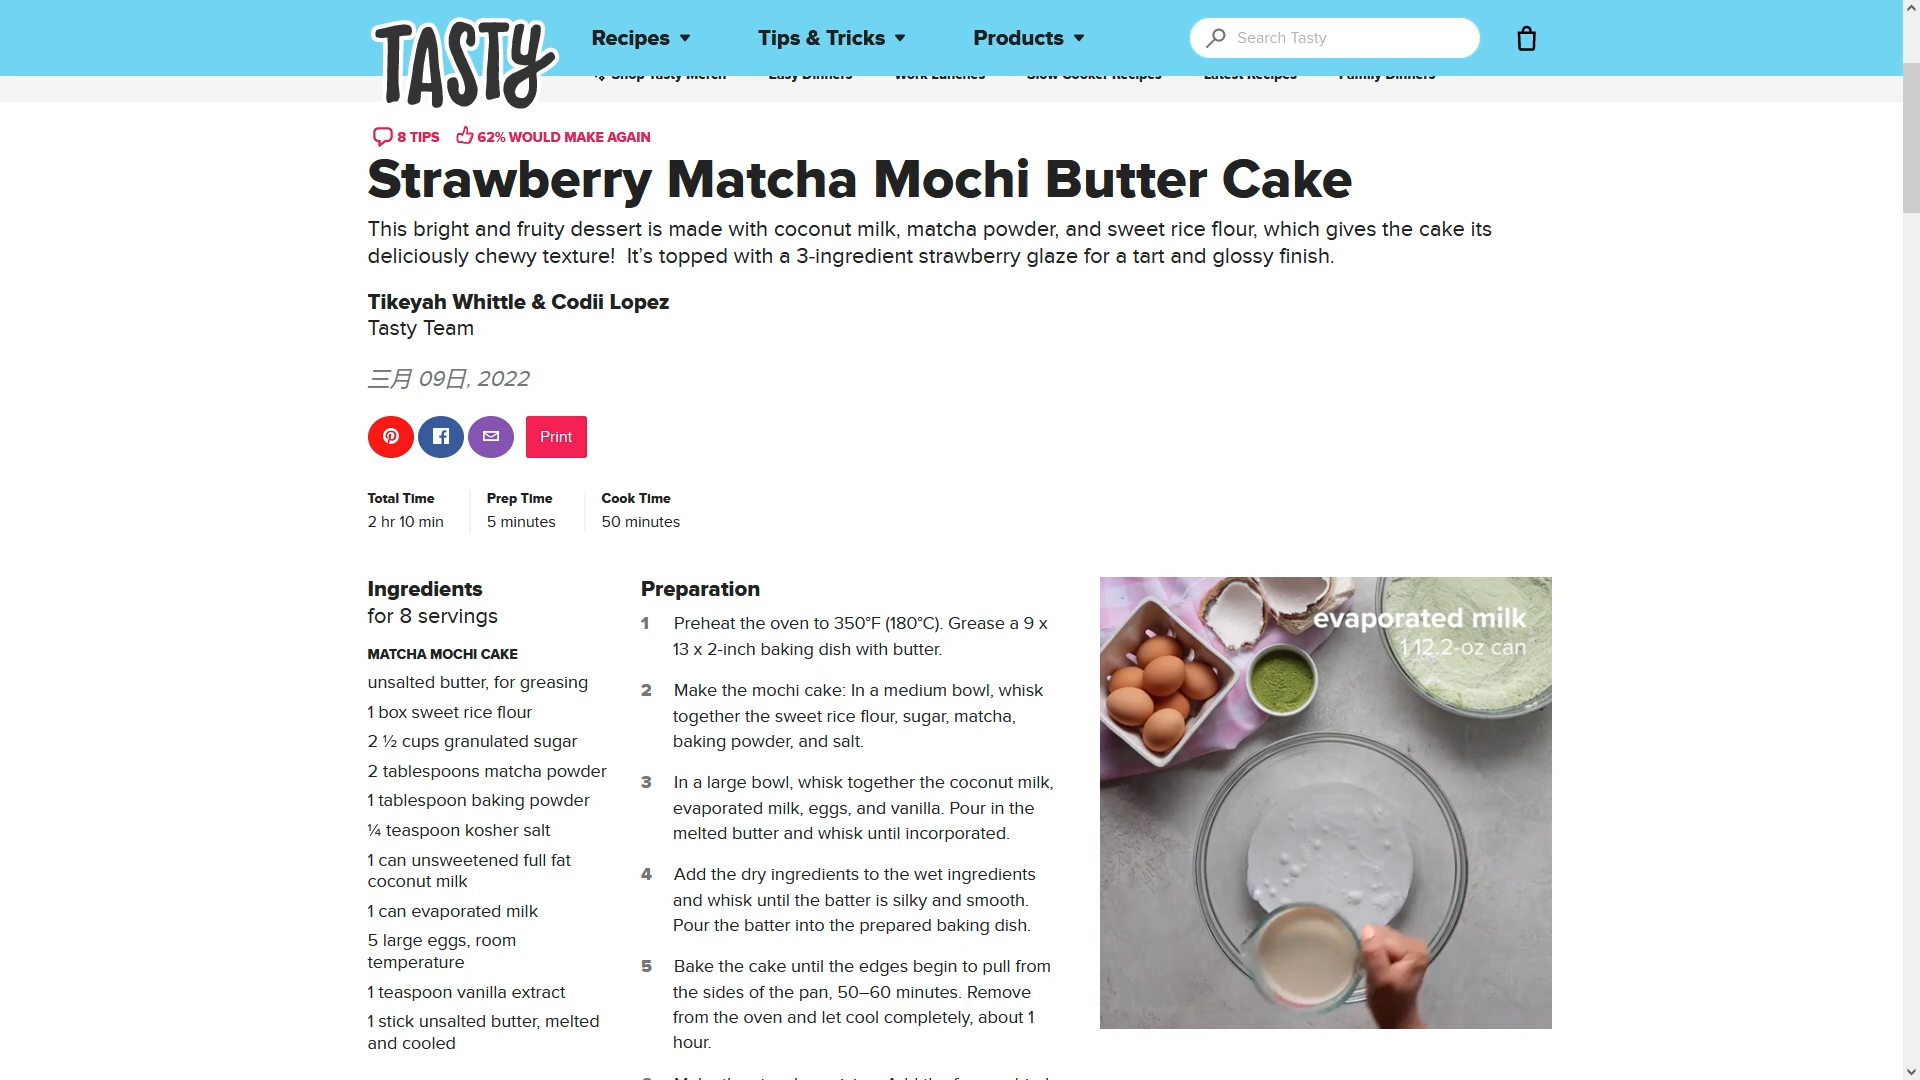 TASTY
Recipes
Tips & Tricks
Products
Search Tasty
Shop Tasty Merch
Easy Dinners
Work Lunches
Slow Cooker Recipes
Latest Recipes
Family Dinners
8 TIPS
62% WOULD MAKE AGAIN
Strawberry Matcha Mochi Butter Cake
This bright and fruity dessert is made with coconut milk, matcha powder, and sweet rice flour, which gives the cake its
deliciously chewy texture! It’s topped with a 3-ingredient strawberry glaze for a tart and glossy finish.
Tikeyah Whittle & Codii Lopez
Tasty Team
三月 09日, 2022
Print
Total Time
2 hr 10 min
Prep Time
5 minutes
Cook Time
50 minutes
Ingredients
for 8 servings
MATCHA MOCHI CAKE
unsalted butter, for greasing
1 box sweet rice flour
2 ½ cups granulated sugar
2 tablespoons matcha powder
1 tablespoon baking powder
¼ teaspoon kosher salt
1 can unsweetened full fat
coconut milk
1 can evaporated milk
5 large eggs, room
temperature
1 teaspoon vanilla extract
1 stick unsalted butter, melted
and cooled
Preparation
1 Preheat the oven to 350°F (180°C). Grease a 9 x
13 x 2-inch baking dish with butter.
2 Make the mochi cake: In a medium bowl, whisk
together the sweet rice flour, sugar, matcha,
baking powder, and salt.
3 In a large bowl, whisk together the coconut milk,
evaporated milk, eggs, and vanilla. Pour in the
melted butter and whisk until incorporated.
4 Add the dry ingredients to the wet ingredients
and whisk until the batter is silky and smooth.
Pour the batter into the prepared baking dish.
5 Bake the cake until the edges begin to pull from
the sides of the pan, 50–60 minutes. Remove
from the oven and let cool completely, about 1
hour.
evaporated milk
1 12.2-oz can